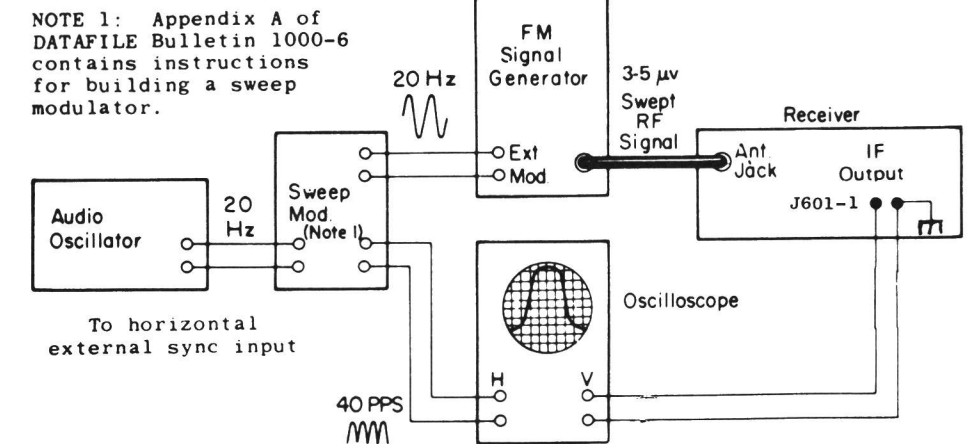 NOTE 1: Appendix A of
DATAFILE Bulletin 1000-6
contains instructions
for building a sweep
modulator.
20 Hz
FM
Signal
Generator
Ext
Mod.
3-5 μv
Swept
RF
Signal
Receiver
Ant.
Jack
IF
Output
J601-1
Audio
Oscillator
20
Hz
Sweep
Mod.
(Note 1)
To horizontal
external sync input
40 PPS
H
V
Oscilloscope